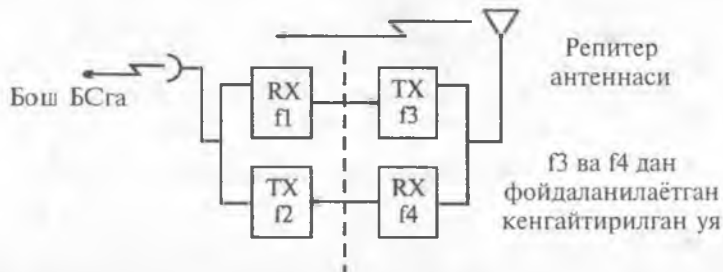 Бош БСга
RX
f1
TX
f3
TX
f2
RX
f4
Репитер
антеннаси
f3 ва f4 дан
фойдаланилаётган
кенгайтирилган уя